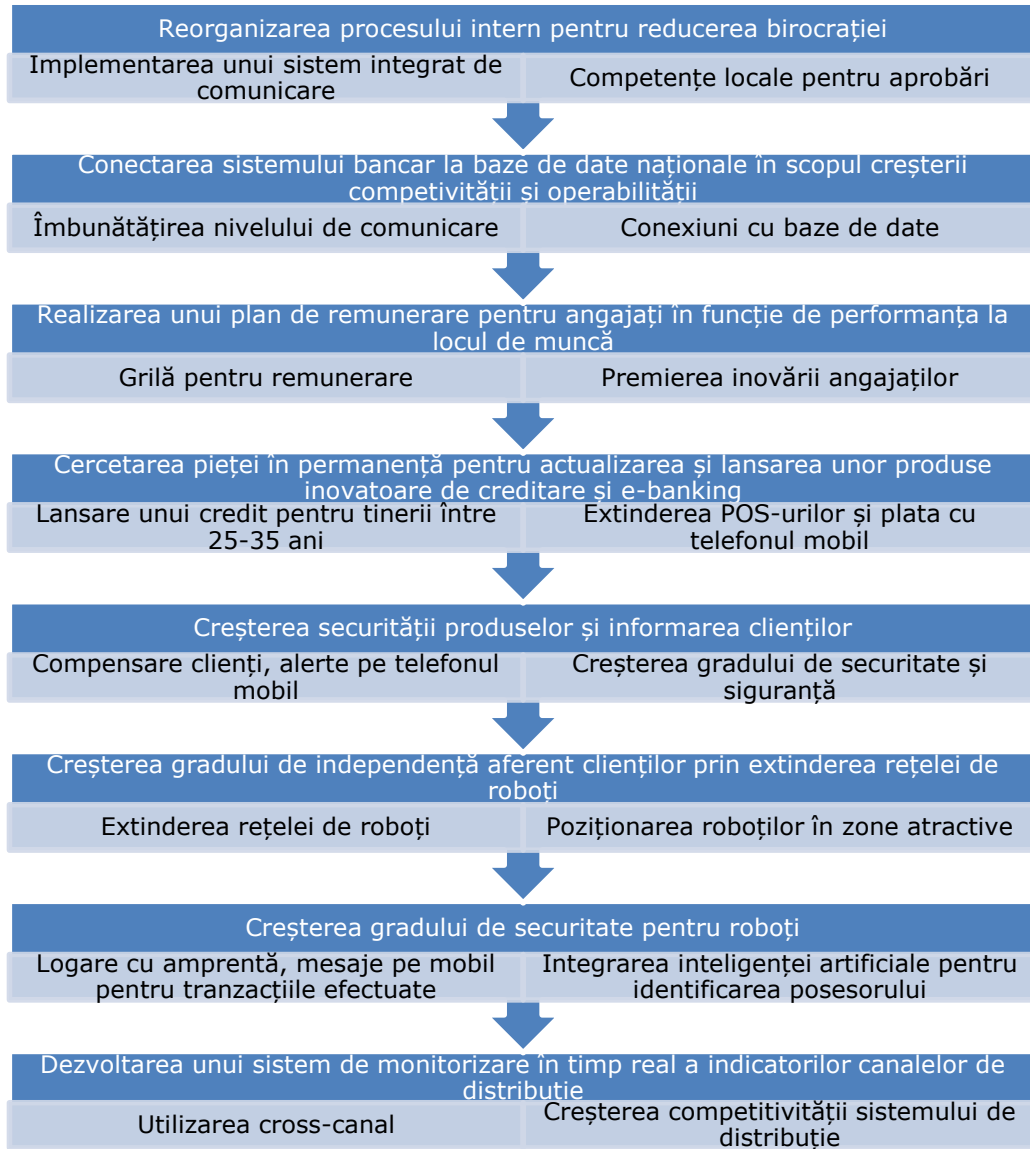 Reorganizarea procesului intern pentru reducerea birocrației
Implementarea unui sistem integrat de
comunicare
Competențe locale pentru aprobări
Conectarea sistemului bancar la baze de date naționale în scopul creșterii
competivității și operabilității
Îmbunătățirea nivelului de comunicare
Conexiuni cu baze de date
Realizarea unui plan de remunerare pentru angajați în funcție de performanța la
locul de muncă
Grilă pentru remunerare
Premierea inovării angajaților
Cercetarea pieței în permanență pentru actualizarea și lansarea unor produse
inovatoare de creditare și e-banking
Lansare unui credit pentru tinerii între
25-35 ani
Extinderea POS-urilor și plata cu
telefonul mobil
Creșterea securității produselor și informarea clienților
Compensare clienți, alerte pe telefonul
mobil
Creșterea gradului de securitate și
siguranță
Creșterea gradului de independență aferent clienților prin extinderea rețelei de
roboți
Extinderea rețelei de roboți
Poziționarea roboților în zone atractive
Creșterea gradului de securitate pentru roboți
Logare cu amprentă, mesaje pe mobil
pentru tranzacțiile efectuate
Integrarea inteligenței artificiale pentru
identificarea posesorului
Dezvoltarea unui sistem de monitorizare în timp real a indicatorilor canalelor de
distribuție
Utilizarea cross-canal
Creșterea competitivității sistemului de
distribuție